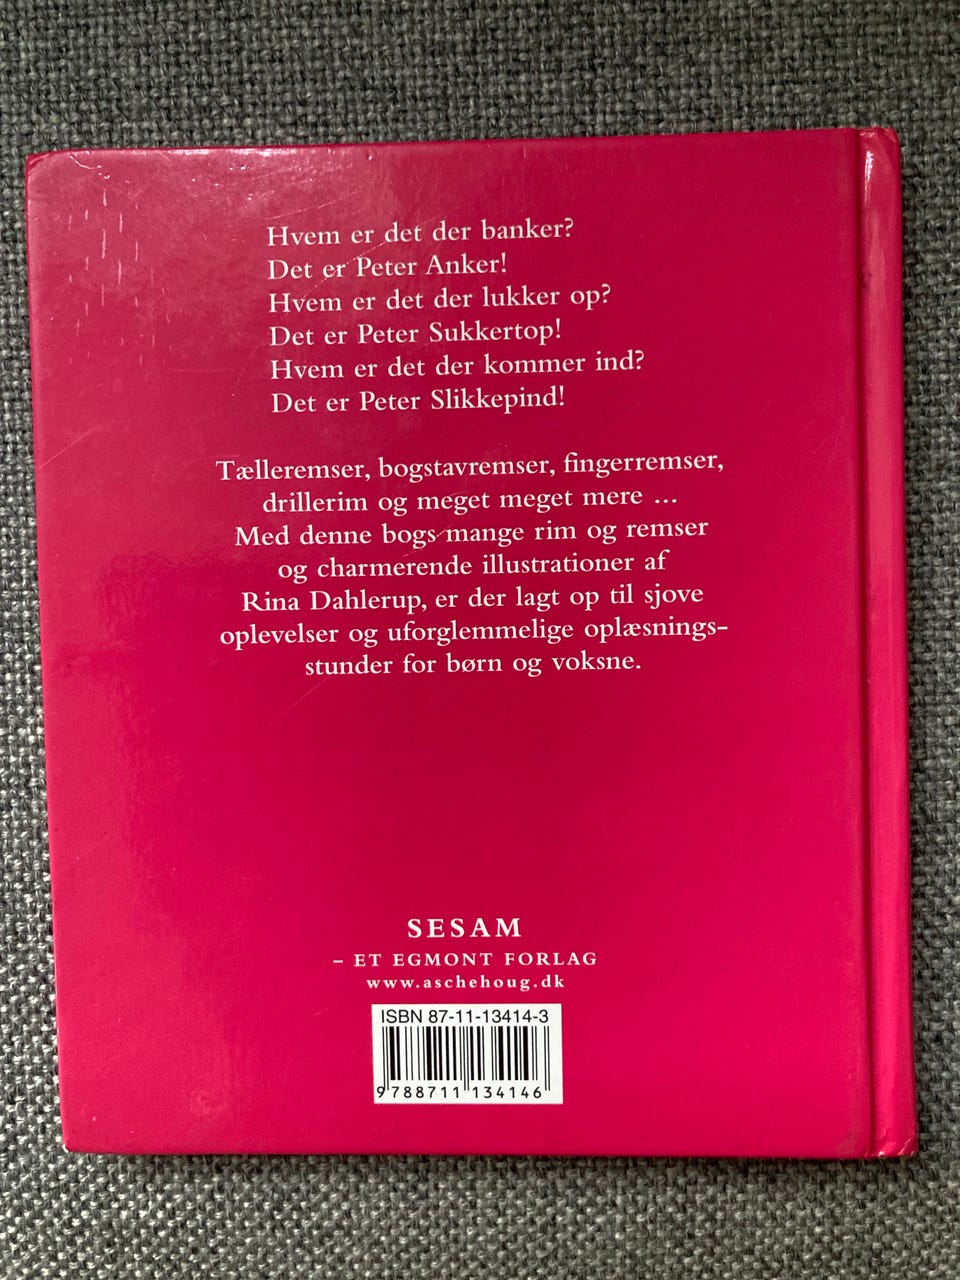 Hvem er det der banker?
Det er Peter Anker!
Hvem er det der lukker op?
Det er Peter Sukkertop!
Hvem er det der kommer ind?
Det er Peter Slikkepind!
Tælleremser, bogstavremser, fingerremser,
drillerim og meget meget mere ...
Med denne bogs mange rim og remser
og charmerende illustrationer af
Rina Dahlerup, er der lagt op til sjove
oplevelser og uforglemmelige oplæsnings-
stunder for børn og voksne.
SESAM
– ET EGMONT FORLAG
www.aschehoug.dk
ISBN 87-11-13414-3
9788711134146